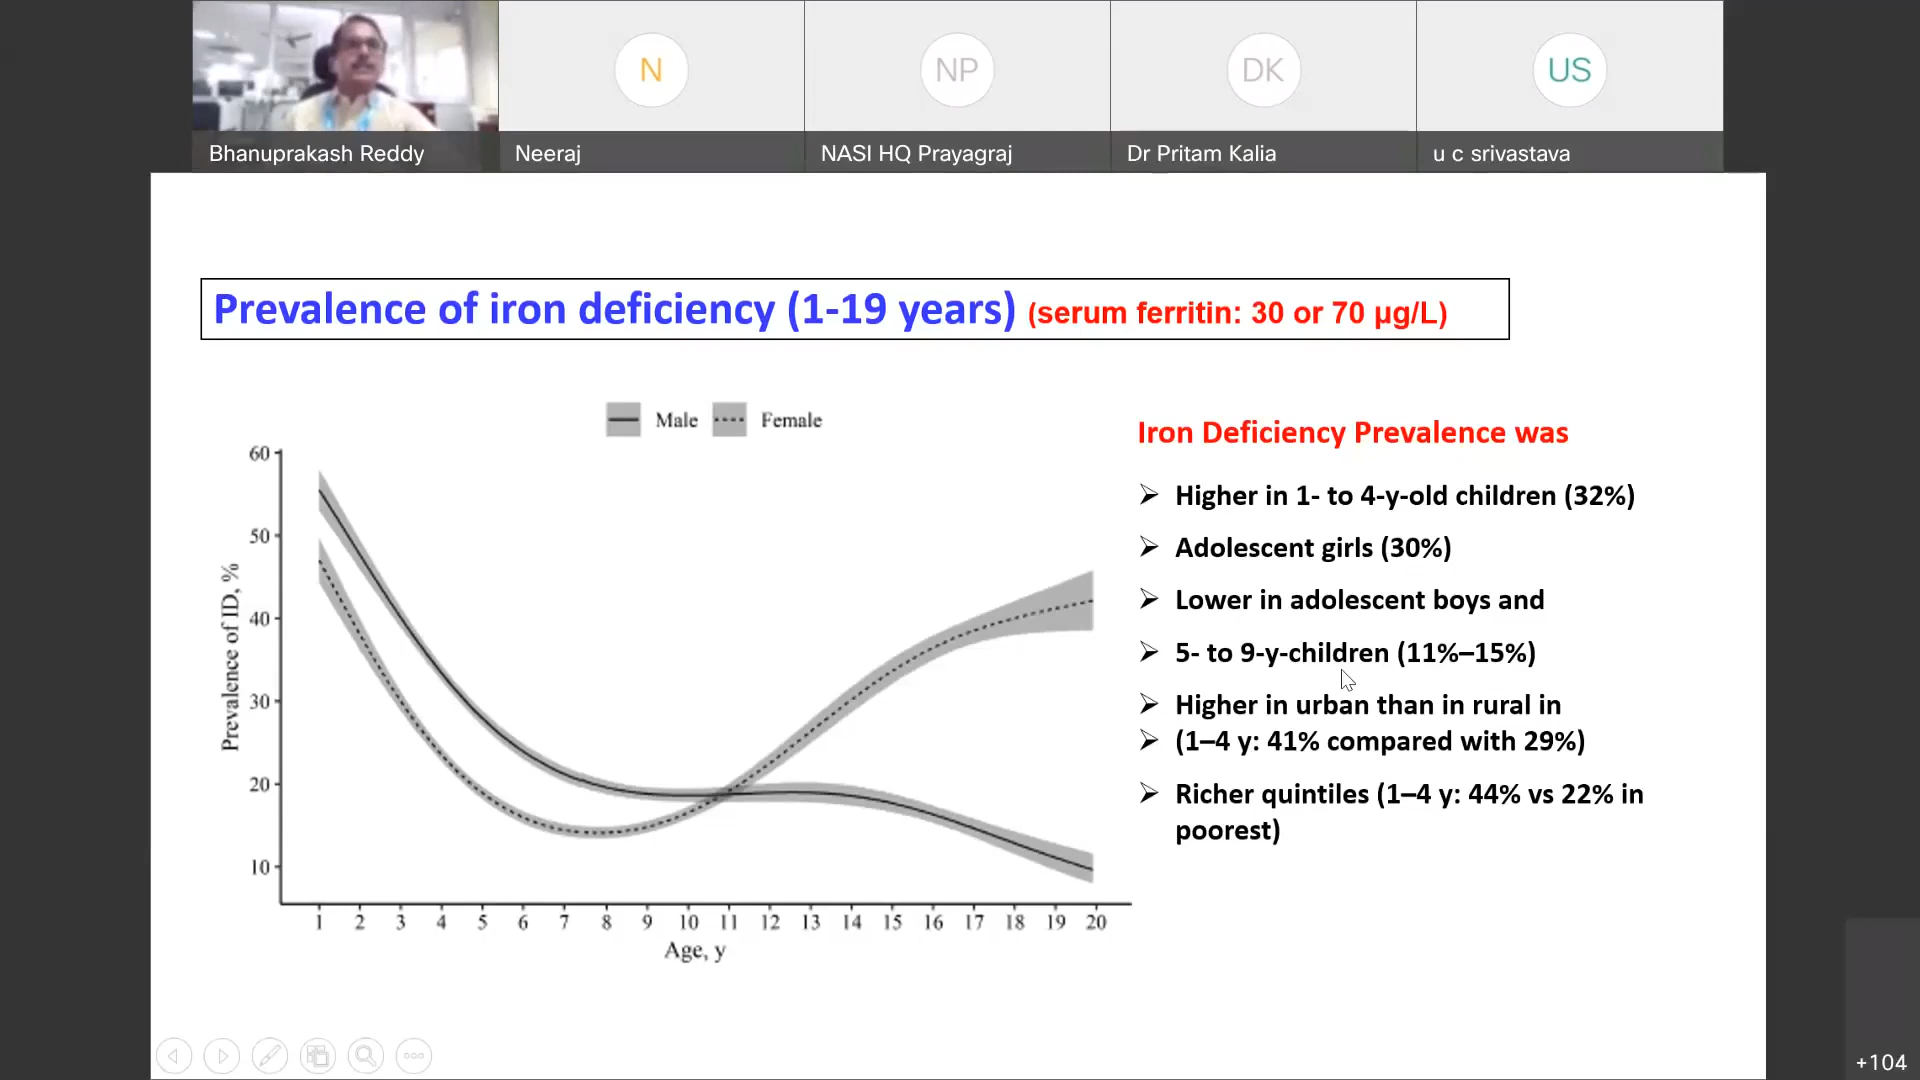 N
NP
DK
US
Bhanuprakash Reddy
Neeraj
NASI HQ Prayagraj
Dr Pritam Kalia
u c srivastava
Prevalence of iron deficiency (1-19 years) (serum ferritin: 30 or 70 µg/L)
Male
Female
60
50
40
30
20
10
Prevalence of ID, %
1 2 3 4 5 6 7 8 9 10 11 12 13 14 15 16 17 18 19 20
Age, y
Iron Deficiency Prevalence was
➢ Higher in 1- to 4-y-old children (32%)
➢ Adolescent girls (30%)
➢ Lower in adolescent boys and
➢ 5- to 9-y-children (11%–15%)
➢ Higher in urban than in rural in
➢ (1–4 y: 41% compared with 29%)
➢ Richer quintiles (1–4 y: 44% vs 22% in
poorest)
+104